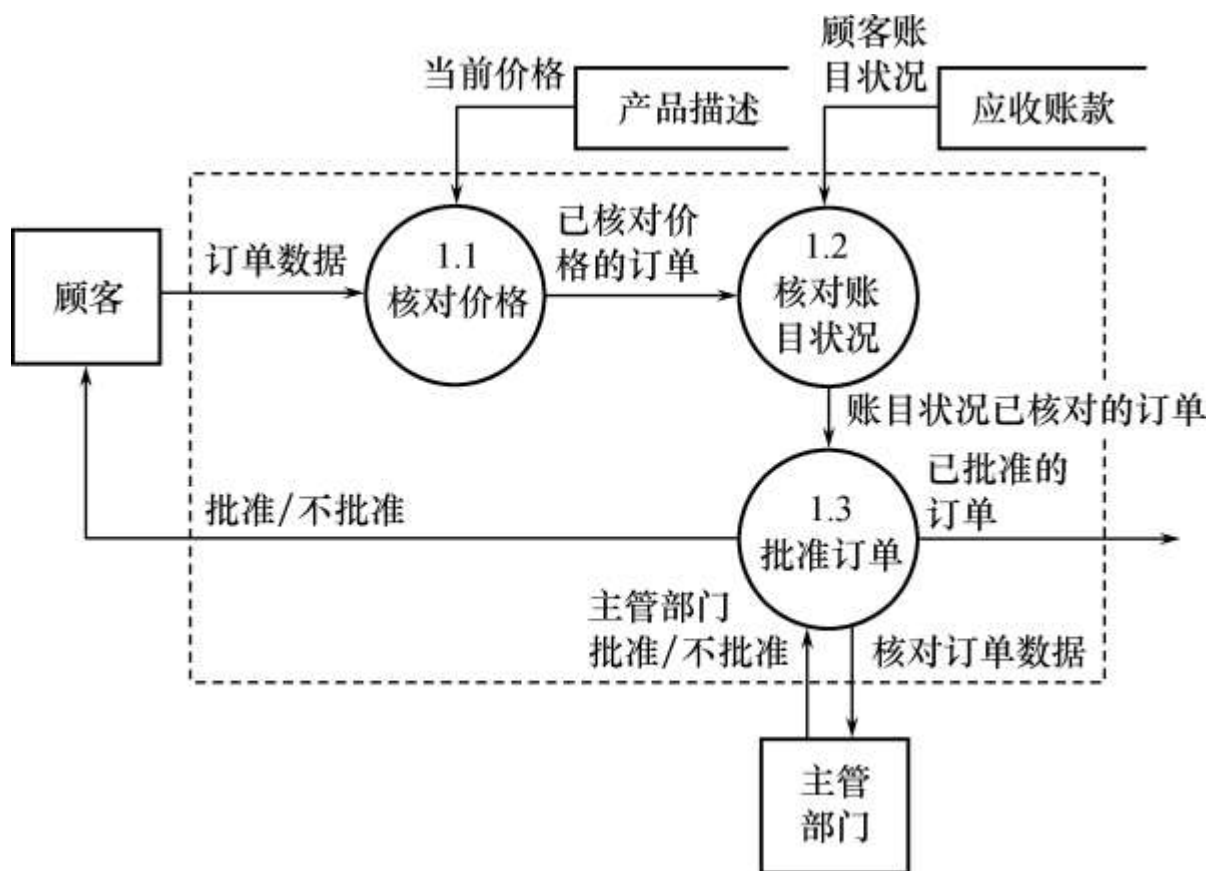 顾客账
目状况
当前价格
产品描述
应收账款
顾客
订单数据
1.1
核对价格
已核对价
格的订单
1.2
核对账
目状况
账目状况已核对的订单
批准/不批准
1.3
批准订单
已批准的
订单
主管部门
批准/不批准
核对订单数据
主管
部门